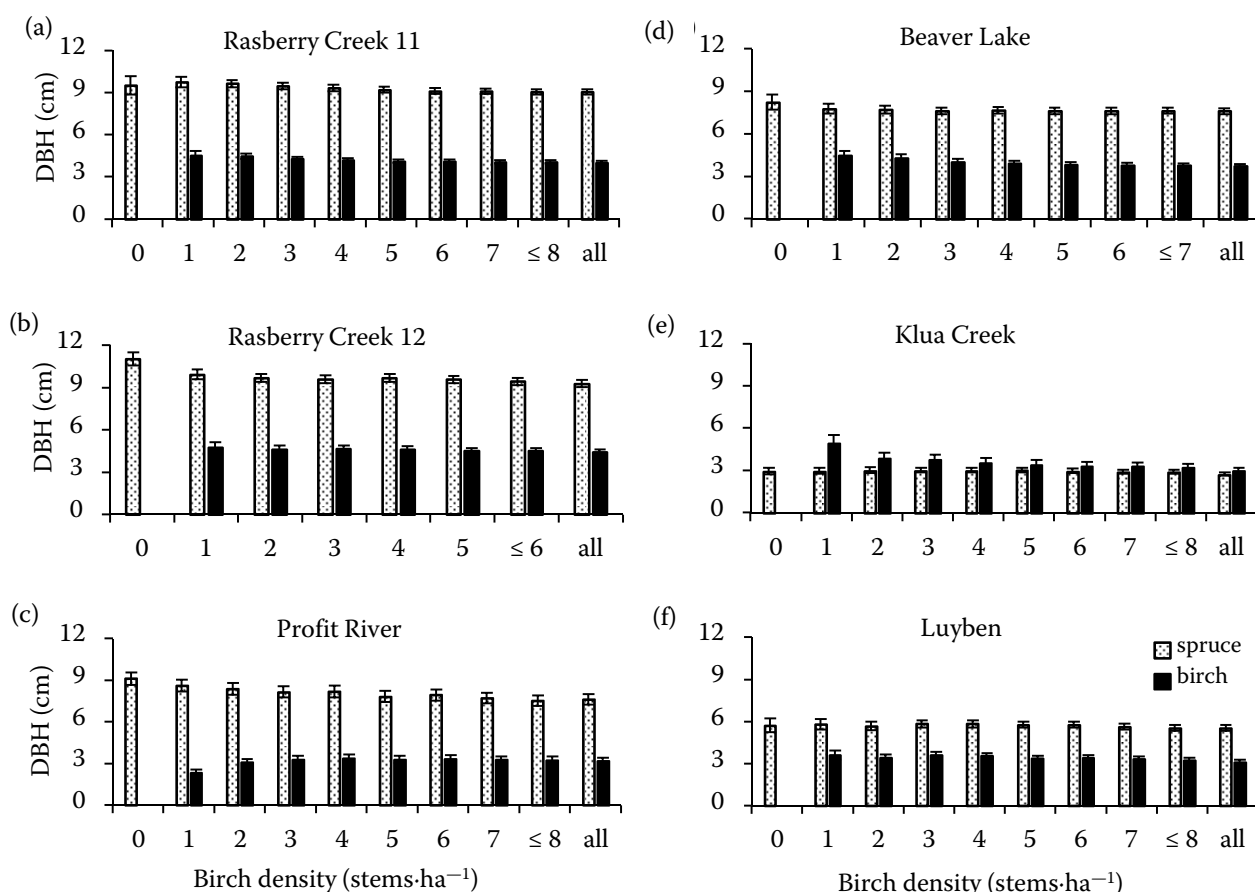 (a)
Rasberry Creek 11
DBH (cm)
12
9
6
3
0
0 1 2 3 4 5 6 7 ≤ 8 all
(b)
Rasberry Creek 12
DBH (cm)
12
9
6
3
0
0 1 2 3 4 5 ≤ 6 all
(c)
Profit River
DBH (cm)
12
9
6
3
0
0 1 2 3 4 5 6 7 ≤ 8 all
Birch density (stems·ha⁻¹)
(d)
Beaver Lake
12
9
6
3
0
0 1 2 3 4 5 6 ≤ 7 all
(e)
Klua Creek
12
9
6
3
0
0 1 2 3 4 5 6 7 ≤ 8 all
(f)
Luyben
12
9
6
3
0
spruce
birch
0 1 2 3 4 5 6 7 ≤ 8 all
Birch density (stems·ha⁻¹)